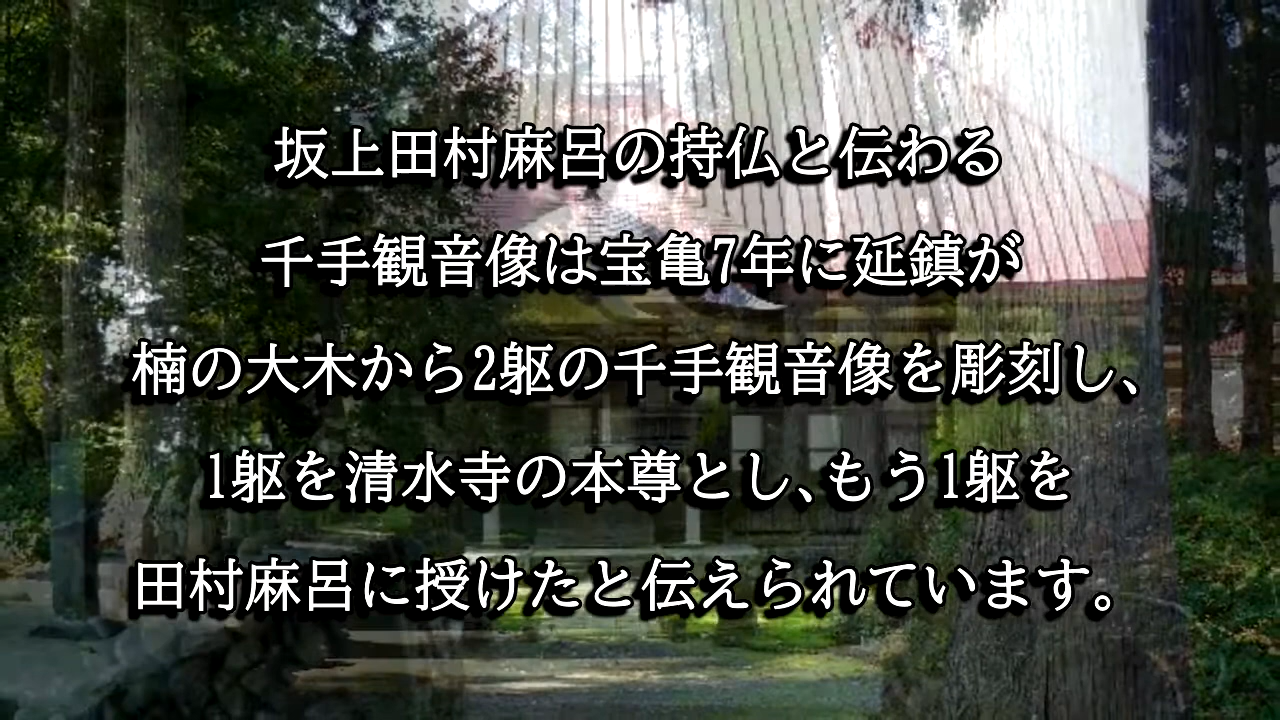 坂上田村麻呂の持仏と伝わる
千手観音像は宝亀7年に延鎮が
楠の大木から2躯の千手観音像を彫刻し、
1躯を清水寺の本尊とし、もう1躯を
田村麻呂に授けたと伝えられています。